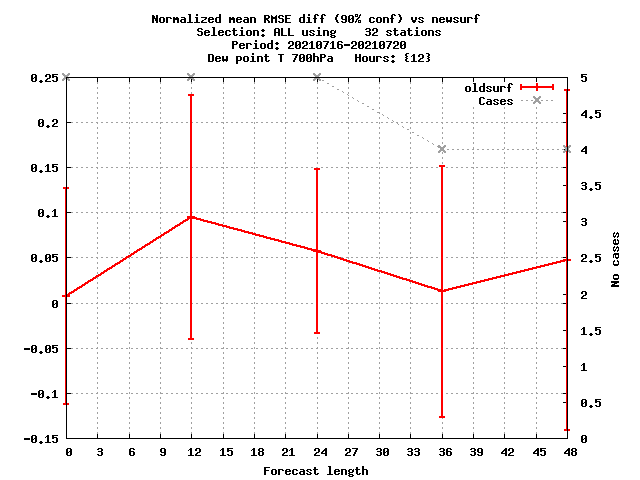 Normalized mean RMSE diff (90% conf) vs newsurf
Selection: ALL using    32 stations
Period: 20210716-20210720
Dew point T 700hPa   Hours: {12}
oldsurf
Cases
0.25
0.2
0.15
0.1
0.05
0
-0.05
-0.1
-0.15
5
4.5
4
3.5
3
2.5
2
1.5
1
0.5
0
No cases
0 3 6 9 12 15 18 21 24 27 30 33 36 39 42 45 48
Forecast length